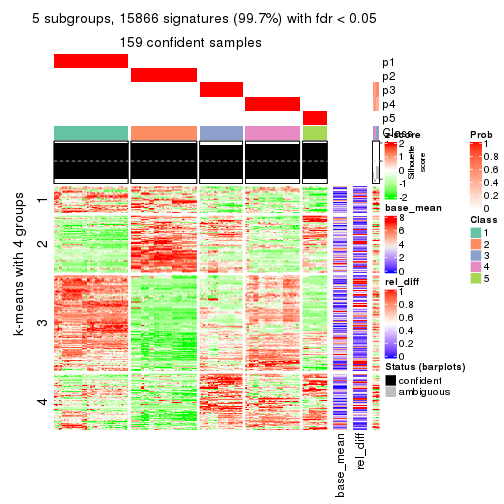 5 subgroups, 15866 signatures (99.7%) with fdr < 0.05
159 confident samples
p1
p2
p3
p4
p5
Class
Silhouette
score
k-means with 4 groups
1
2
3
4
base_mean
rel_diff
z-score
2
1
0
-1
-2
base_mean
8
6
4
2
0
rel_diff
1
0.8
0.6
0.4
0.2
0
Status (barplots)
confident
ambiguous
Prob
1
0.8
0.6
0.4
0.2
0
Class
1
2
3
4
5